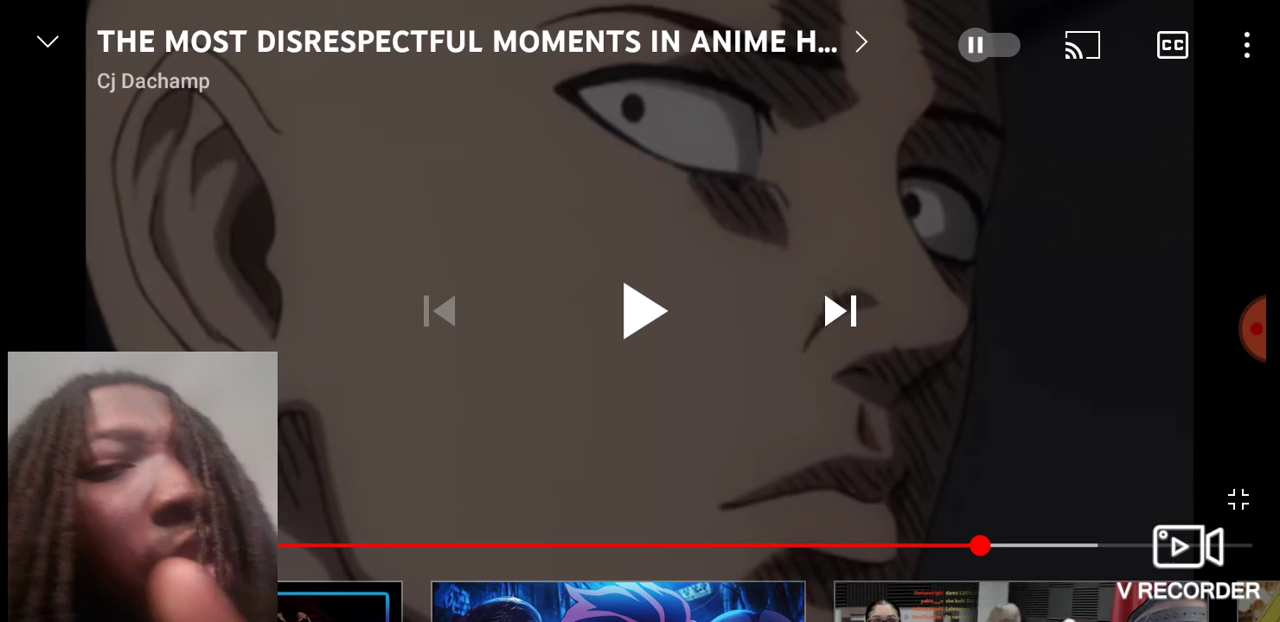 THE MOST DISRESPECTFUL MOMENTS IN ANIME H...
Cj Dachamp
CC
V RECORDER